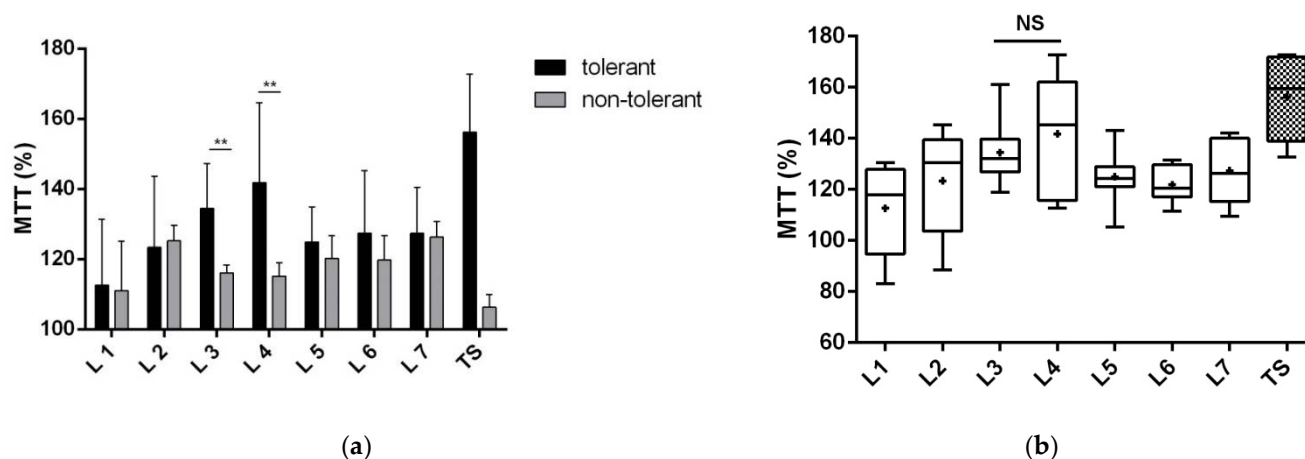 180
160
140
120
100
MTT (%)
**
**
tolerant
non-tolerant
L 1
L 2
L 3
L 4
L 5
L 6
L 7
TS
(a)
NS
180
160
140
120
100
80
60
MTT (%)
L1
L2
L3
L4
L5
L6
L7
TS
(b)